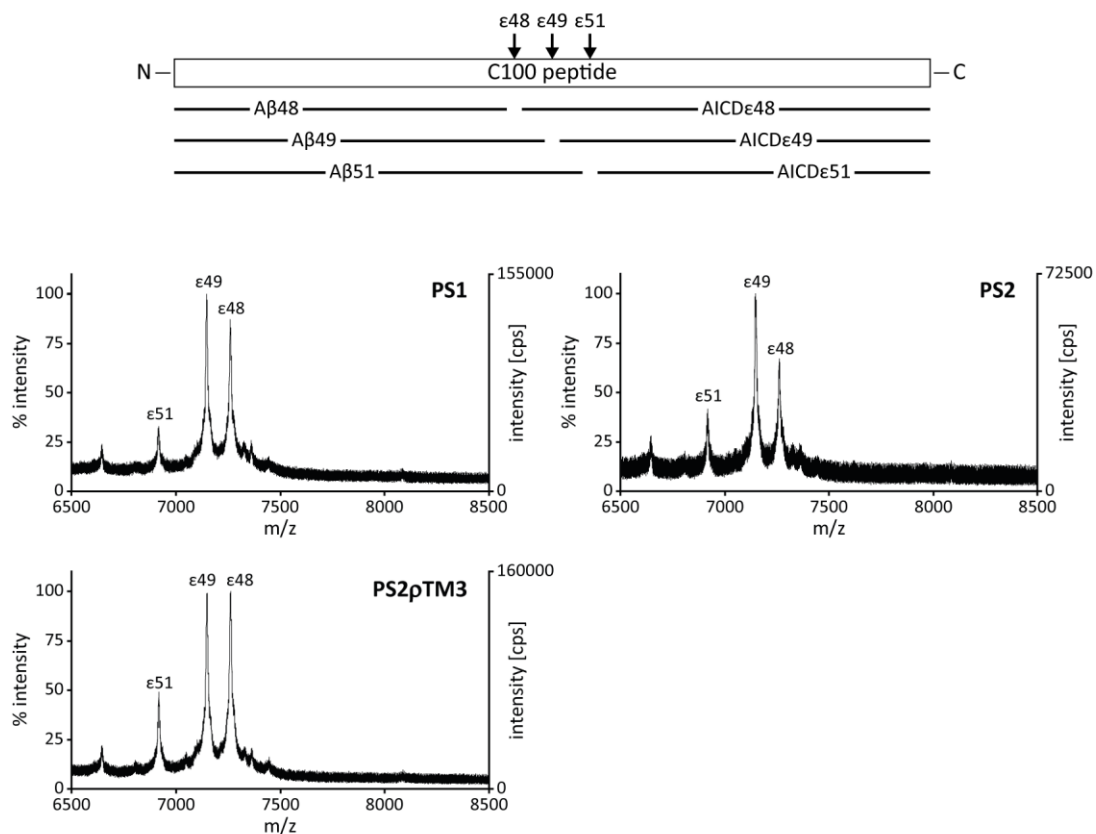 ε48 ε49 ε51
N C100 peptide C
Aβ48 AICDε48
Aβ49 AICDε49
Aβ51 AICDε51
PS1
155000
100
75
50
25
0
% intensity
ε49
ε48
ε51
intensity [cps]
0
6500 7000 7500 8000 8500
m/z
PS2
72500
100
75
50
25
0
% intensity
ε49
ε48
ε51
intensity [cps]
0
6500 7000 7500 8000 8500
m/z
PS2ρTM3
160000
100
75
50
25
0
% intensity
ε49 ε48
ε51
intensity [cps]
0
6500 7000 7500 8000 8500
m/z